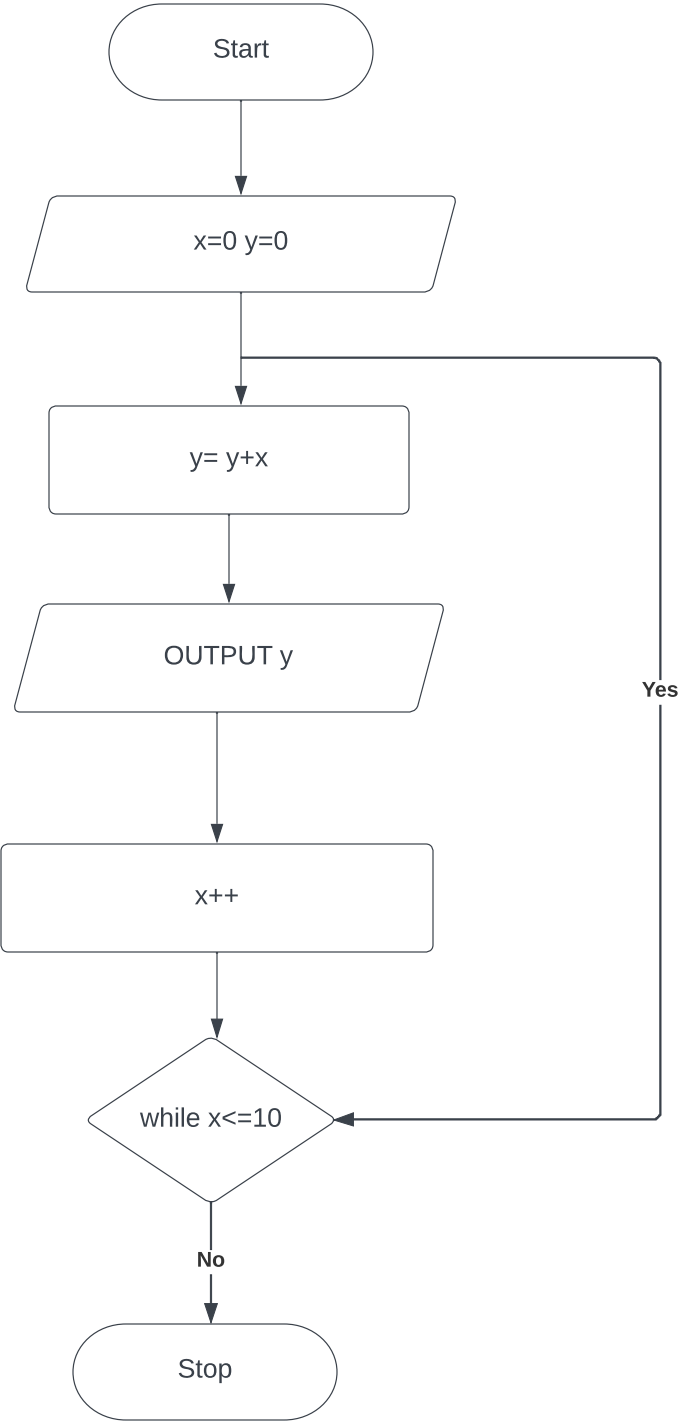 Start
x=0 y=0
y= y+x
OUTPUT y
Yes
x++
while x<=10
No
Stop